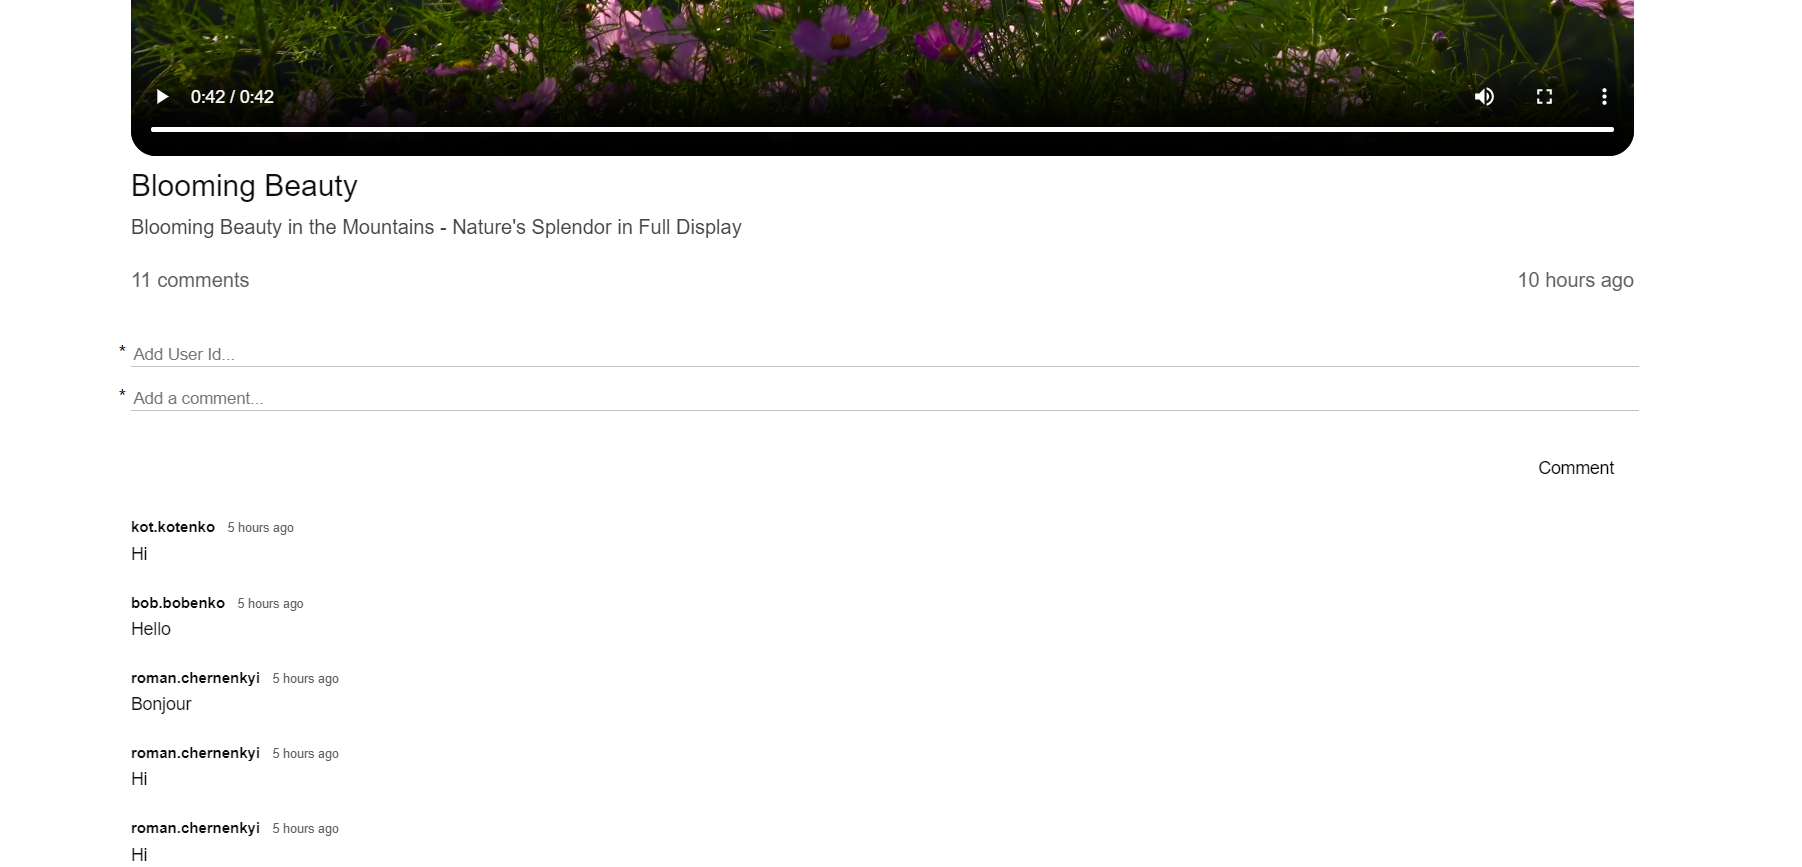 0:42 / 0:42
Blooming Beauty
Blooming Beauty in the Mountains - Nature's Splendor in Full Display
11 comments 10 hours ago
* Add User Id...
* Add a comment...
Comment
kot.kotenko 5 hours ago
Hi
bob.bobenko 5 hours ago
Hello
roman.chernenkyi 5 hours ago
Bonjour
roman.chernenkyi 5 hours ago
Hi
roman.chernenkyi 5 hours ago
Hi